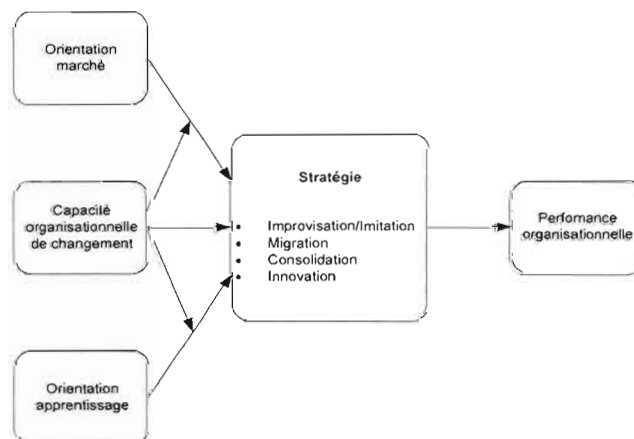 Orientation
marché
Capacité
organisationnelle
de changement
Orientation
apprentissage
Stratégie
• Improvisation/Imitation
• Migration
• Consolidation
• Innovation
Perfomance
organisationnelle